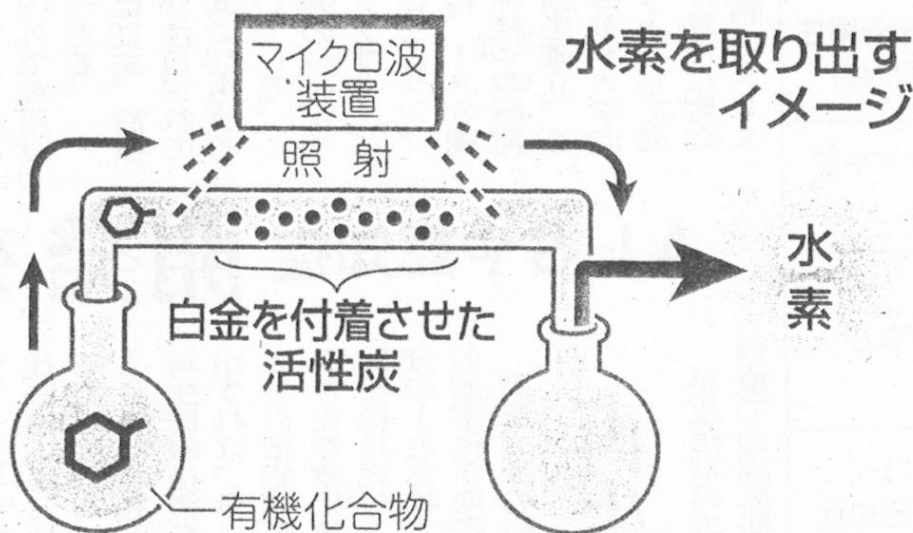 水素を取り出す
イメージ
マイクロ波
装置
照射
水素
白金を付着させた
活性炭
有機化合物